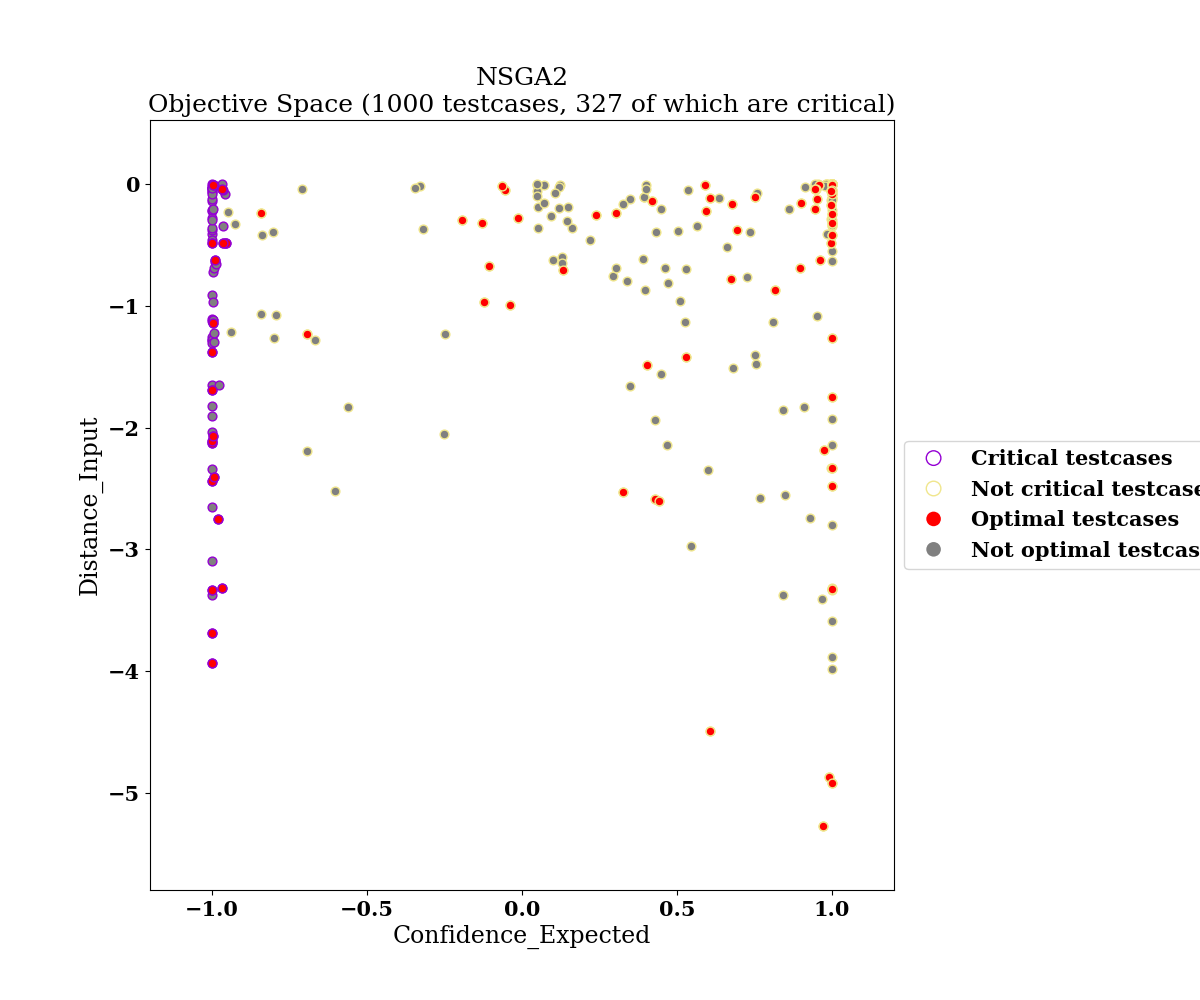 NSGA2
Objective Space (1000 testcases, 327 of which are critical)
0
−1
−2
−3
−4
−5
Distance_Input
−1.0
−0.5
0.0
0.5
1.0
Confidence_Expected
Critical testcases
Not critical testcase
Optimal testcases
Not optimal testcas